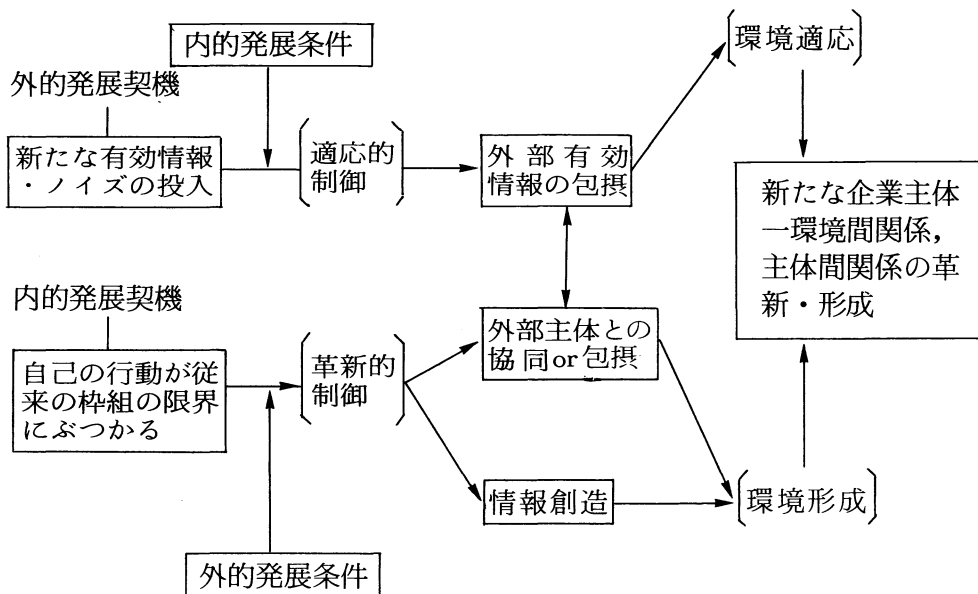 内的発展条件
外的発展契機
新たな有効情報
・ノイズの投入
適応的
制御
外部有効
情報の包摂
環境適応
新たな企業主体
一環境間関係,
主体間関係の革
新・形成
内的発展契機
自己の行動が従
来の枠組の限界
にぶつかる
革新的
制御
外部主体との
協同or包摂
情報創造
環境形成
外的発展条件